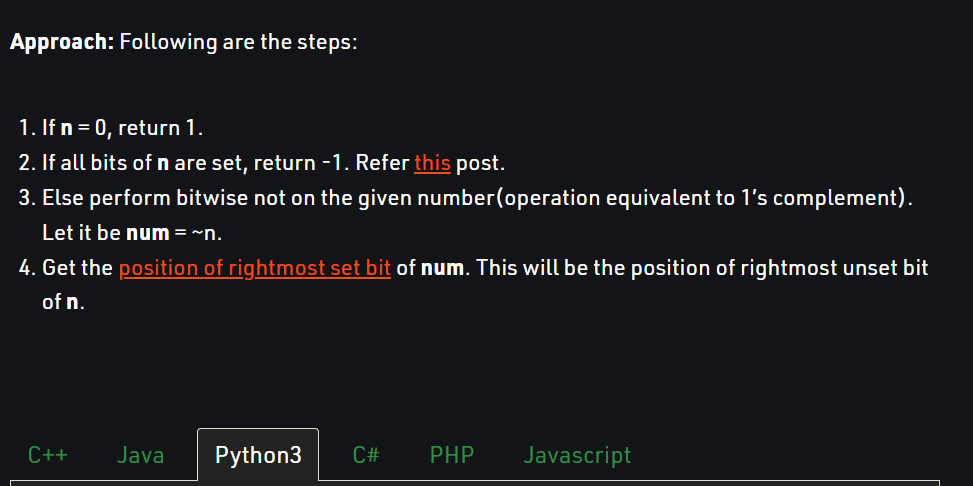 Approach: Following are the steps:
1. If n = 0, return 1.
2. If all bits of n are set, return -1. Refer this post.
3. Else perform bitwise not on the given number(operation equivalent to 1's complement).
Let it be num = ~n.
4. Get the position of rightmost set bit of num. This will be the position of rightmost unset bit
of n.
C++ Java Python3 C# PHP Javascript